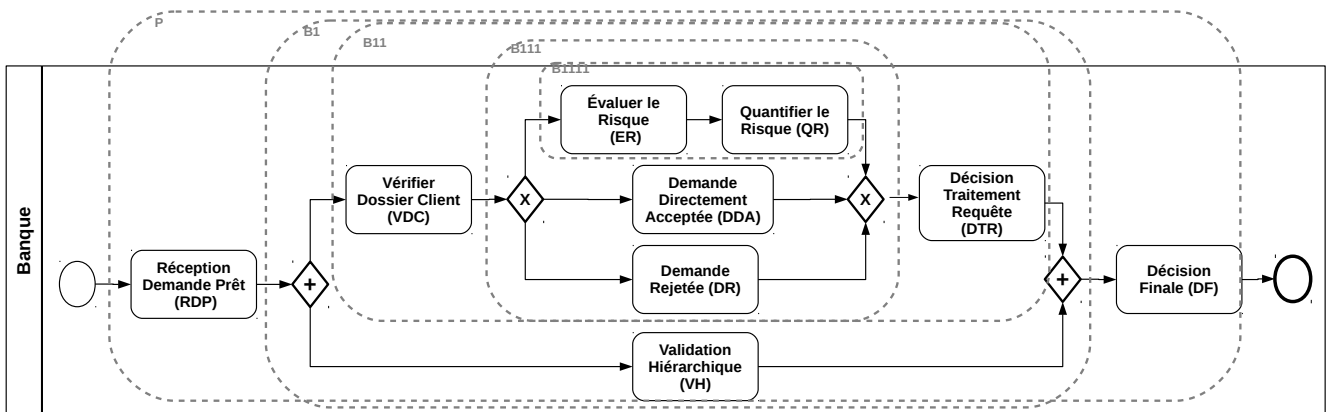 P
B1
B11
B111
B1111
Banque
Évaluer le
Risque
(ER)
Quantifier le
Risque (QR)
Vérifier
Dossier Client
(VDC)
X
Demande
Directement
Acceptée (DDA)
X
Décision
Traitement
Requête
(DTR)
Réception
Demande Prêt
(RDP)
+
Demande
Rejetée (DR)
+
Décision
Finale (DF)
Validation
Hiérarchique
(VH)